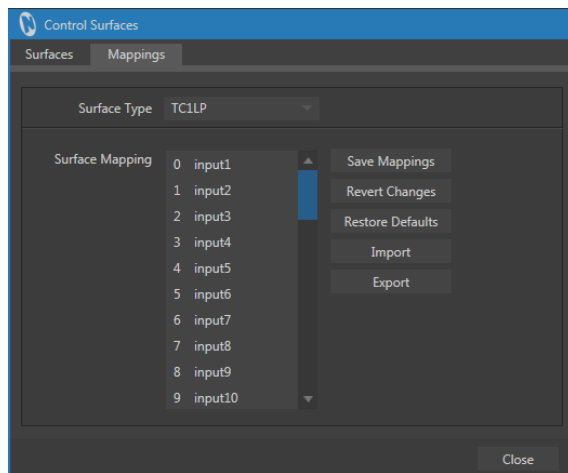 Control Surfaces
Surfaces Mappings
Surface Type TC1LP
Surface Mapping
0 input1
1 input2
2 input3
3 input4
4 input5
5 input6
6 input7
7 input8
8 input9
9 input10
Save Mappings
Revert Changes
Restore Defaults
Import
Export
Close